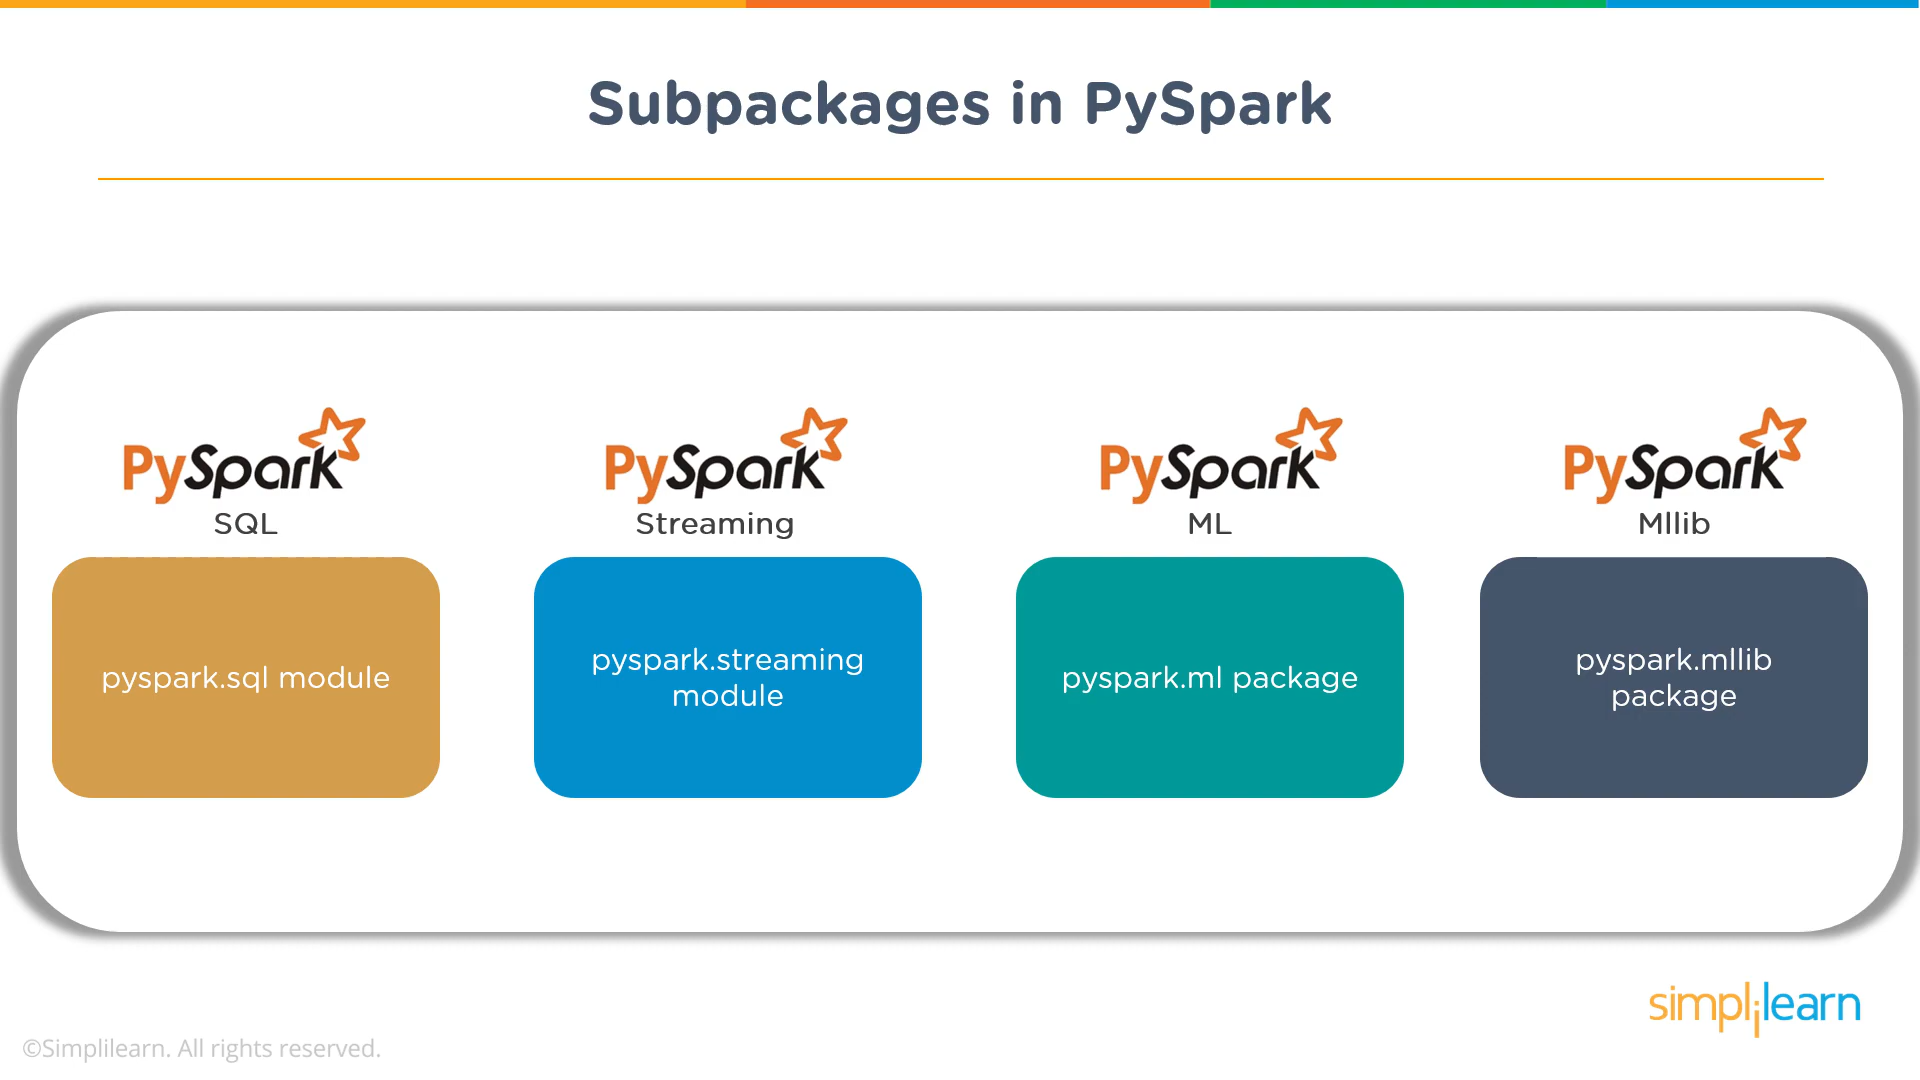 Subpackages in PySpark
PySpark
SQL
pyspark.sql module
PySpark
Streaming
pyspark.streaming
module
PySpark
ML
pyspark.ml package
PySpark
Mllib
pyspark.mllib
package
simplilearn
©Simplilearn. All rights reserved.